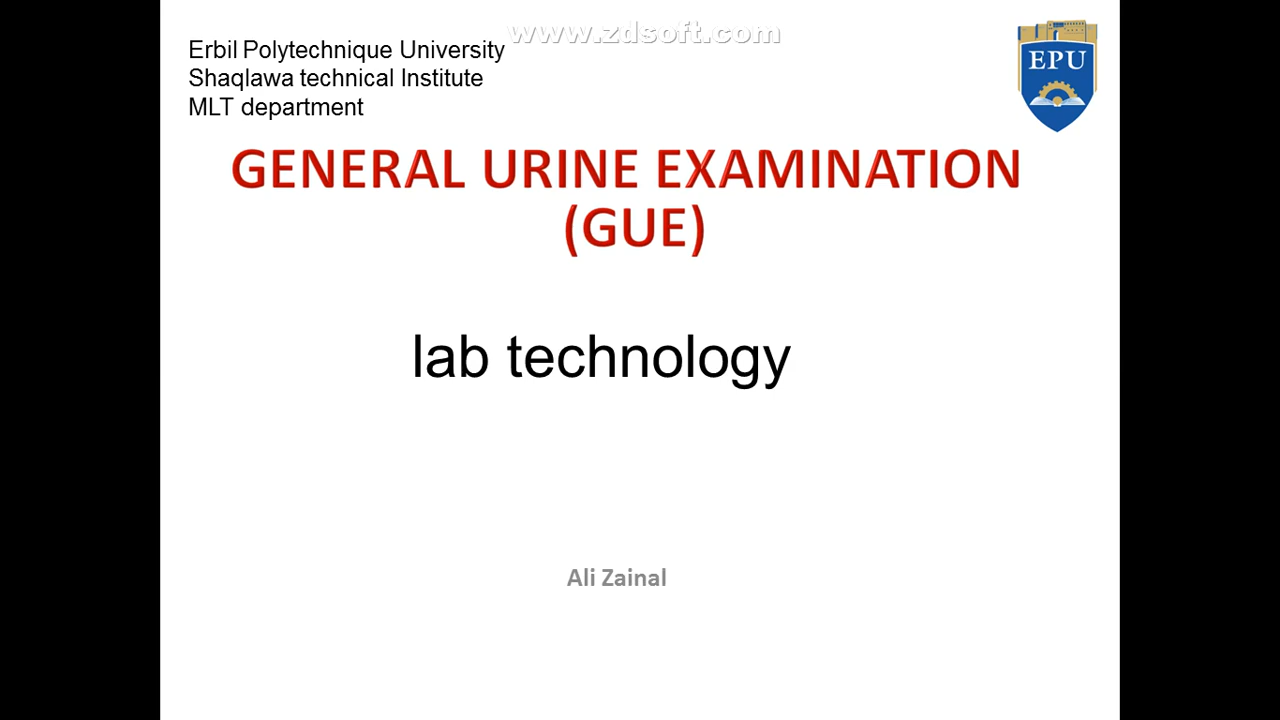 www.zdsoft.com
Erbil Polytechnique University
Shaqlawa technical Institute
MLT department
EPU
GENERAL URINE EXAMINATION
(GUE)
lab technology
Ali Zainal